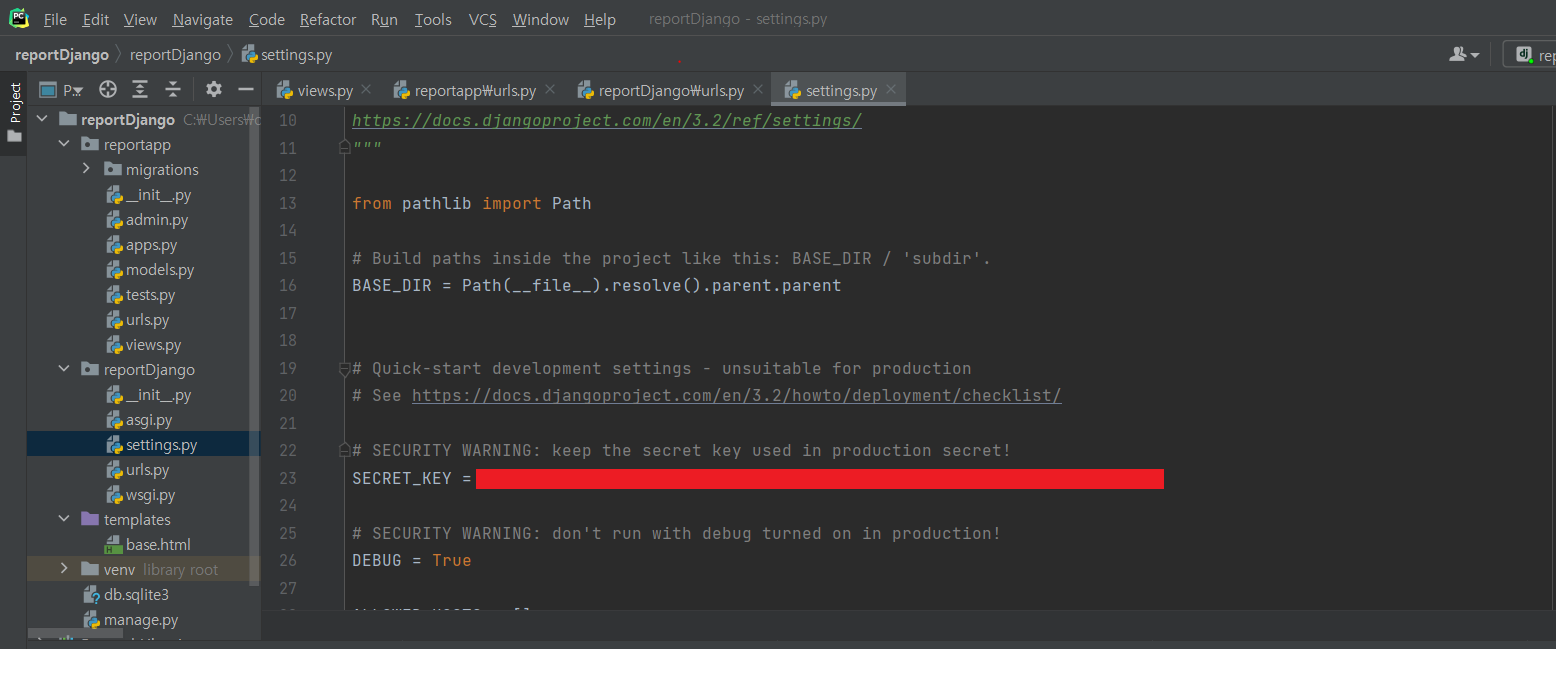 PC File Edit View Navigate Code Refactor Run Tools VCS Window Help reportDjango - settings.py
reportDjango reportDjango settings.py dj rep
Project
P...
views.py reportapp₩urls.py reportDjango₩urls.py settings.py
reportDjango C:₩Users₩c
reportapp
migrations
__init__.py
admin.py
apps.py
models.py
tests.py
urls.py
views.py
reportDjango
__init__.py
asgi.py
settings.py
urls.py
wsgi.py
templates
base.html
venv library root
db.sqlite3
manage.py
10 https://docs.djangoproject.com/en/3.2/ref/settings/
11 """
12
13 from pathlib import Path
14
15 # Build paths inside the project like this: BASE_DIR / 'subdir'.
16 BASE_DIR = Path(__file__).resolve().parent.parent
17
18
19 # Quick-start development settings - unsuitable for production
20 # See https://docs.djangoproject.com/en/3.2/howto/deployment/checklist/
21
22 # SECURITY WARNING: keep the secret key used in production secret!
23 SECRET_KEY =
24
25 # SECURITY WARNING: don't run with debug turned on in production!
26 DEBUG = True
27